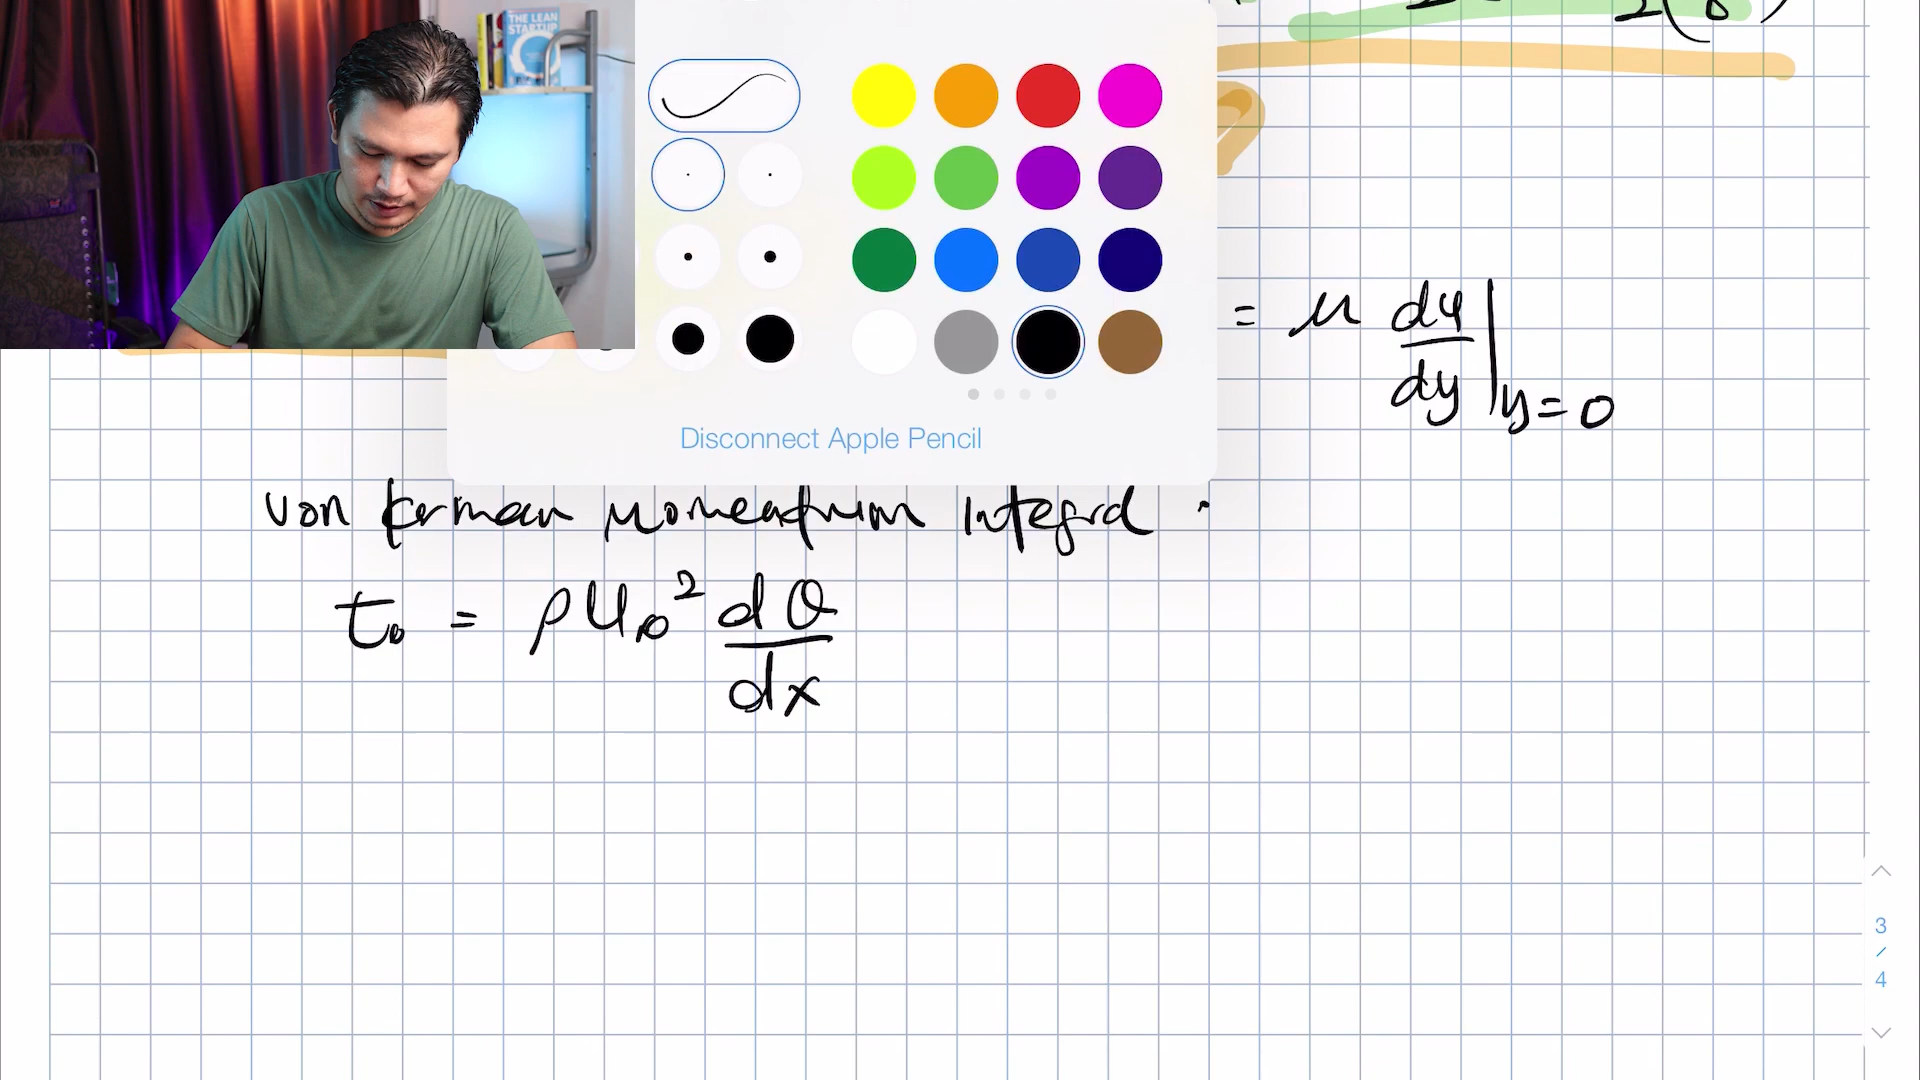 THE LEAN
STARTUP
2(δ)
= μ du/dy |y=0
Disconnect Apple Pencil
von Karman Momentum Integral :
τ₀ = ρU∞² dθ/dx
3
/
4